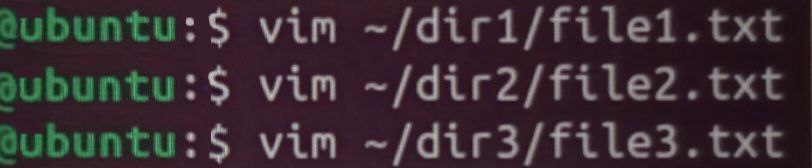 @ubuntu:$ vim ~/dir1/file1.txt
@ubuntu:$ vim ~/dir2/file2.txt
@ubuntu:$ vim ~/dir3/file3.txt